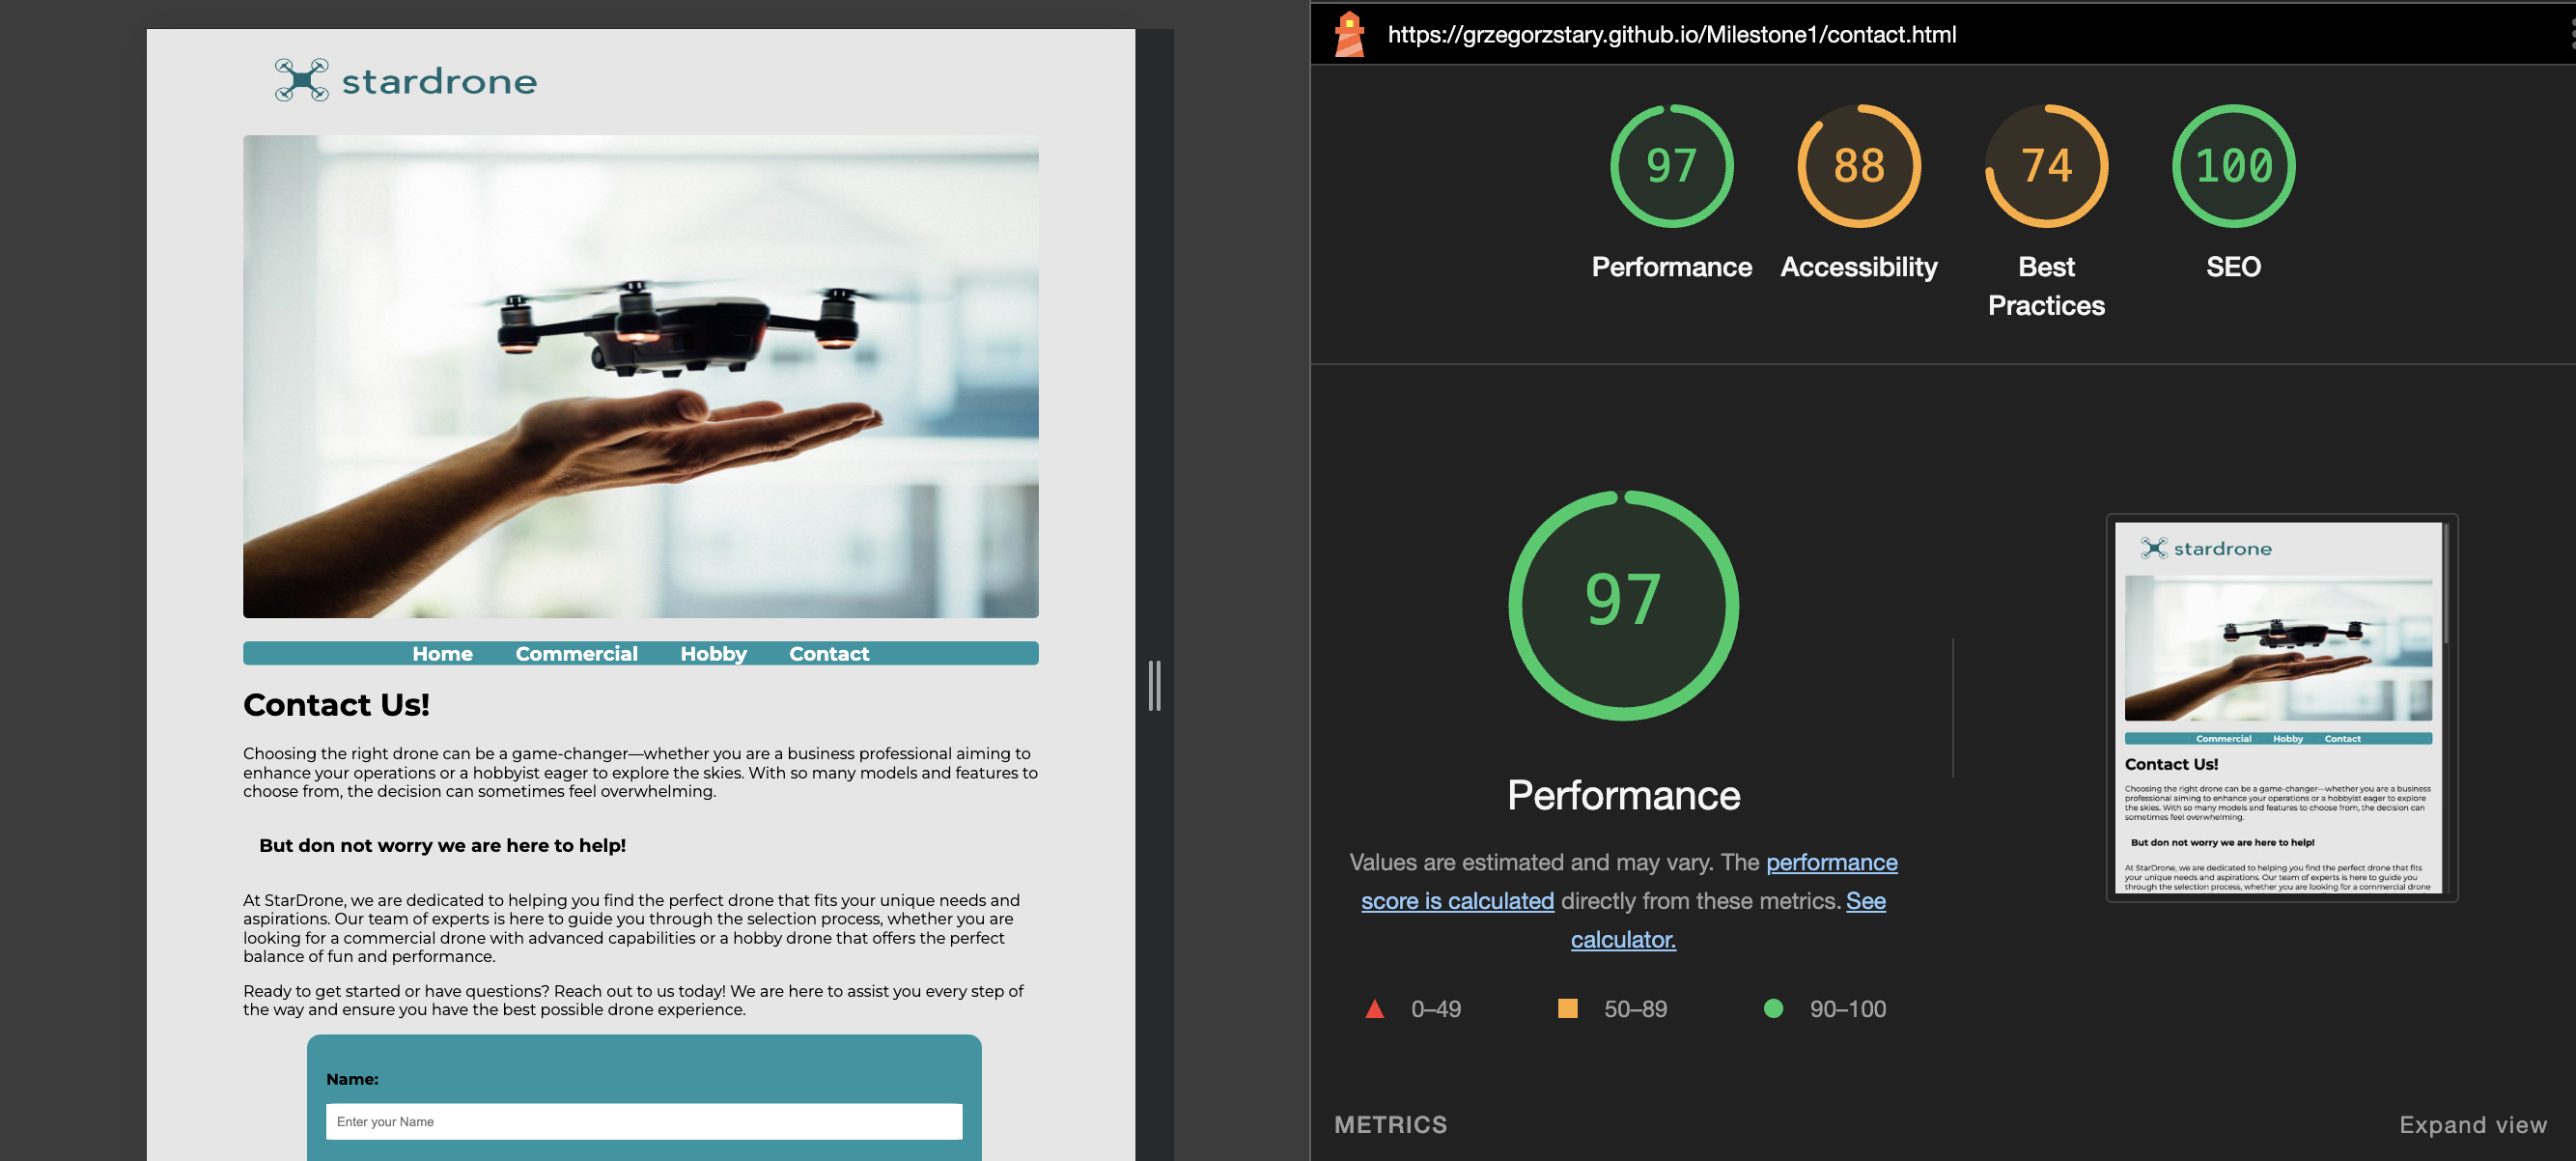 stardrone
Home Commercial Hobby Contact
Contact Us!
Choosing the right drone can be a game-changer—whether you are a business professional aiming to
enhance your operations or a hobbyist eager to explore the skies. With so many models and features to
choose from, the decision can sometimes feel overwhelming.
But don not worry we are here to help!
At StarDrone, we are dedicated to helping you find the perfect drone that fits your unique needs and
aspirations. Our team of experts is here to guide you through the selection process, whether you are
looking for a commercial drone with advanced capabilities or a hobby drone that offers the perfect
balance of fun and performance.
Ready to get started or have questions? Reach out to us today! We are here to assist you every step of
the way and ensure you have the best possible drone experience.
Name:
Enter your Name
https://grzegorzstary.github.io/Milestone1/contact.html
97 88 74 100
Performance Accessibility Best SEO
Practices
97
Performance
Values are estimated and may vary. The performance
score is calculated directly from these metrics. See
calculator.
0–49 50–89 90–100
stardrone
Commercial Hobby Contact
Contact Us!
Choosing the right drone can be a game-changer—whether you are a business
professional aiming to enhance your operations or a hobbyist eager to explore
the skies. With so many models and features to choose from, the decision can
sometimes feel overwhelming.
But don not worry we are here to help!
At StarDrone, we are dedicated to helping you find the perfect drone that fits
your unique needs and aspirations. Our team of experts is here to guide you
through the selection process, whether you are looking for a commercial drone
METRICS Expand view